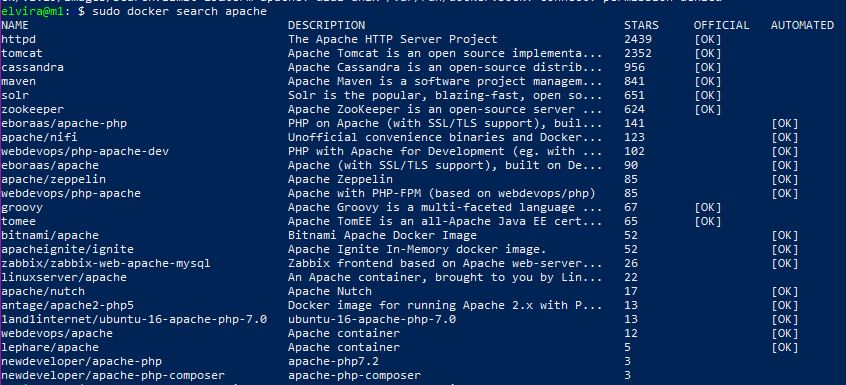 elvira@ml: $ sudo docker search apache
NAME DESCRIPTION STARS OFFICIAL AUTOMATED
httpd The Apache HTTP Server Project 2439 [OK]
tomcat Apache Tomcat is an open source implementa... 2352 [OK]
cassandra Apache Cassandra is an open-source distrib... 956 [OK]
maven Apache Maven is a software project managem... 841 [OK]
solr Solr is the popular, blazing-fast, open so... 651 [OK]
zookeeper Apache ZooKeeper is an open-source server ... 624 [OK]
eboraas/apache-php PHP on Apache (with SSL/TLS support), buil... 141 [OK]
apache/nifi Unofficial convenience binaries and Docker... 123 [OK]
webdevops/php-apache-dev PHP with Apache for Development (eg. with ... 102 [OK]
eboraas/apache Apache (with SSL/TLS support), built on De... 90 [OK]
apache/zeppelin Apache Zeppelin 85 [OK]
webdevops/php-apache Apache with PHP-FPM (based on webdevops/php) 85 [OK]
groovy Apache Groovy is a multi-faceted language ... 67 [OK]
tomee Apache TomEE is an all-Apache Java EE cert... 65 [OK]
bitnami/apache Bitnami Apache Docker Image 52 [OK]
apacheignite/ignite Apache Ignite In-Memory docker image. 52 [OK]
zabbix/zabbix-web-apache-mysql Zabbix frontend based on Apache web-server... 26 [OK]
linuxserver/apache An Apache container, brought to you by Lin... 22
apache/nutch Apache Nutch 17 [OK]
antage/apache2-php5 Docker image for running Apache 2.x with P... 13 [OK]
1and1internet/ubuntu-16-apache-php-7.0 ubuntu-16-apache-php-7.0 13 [OK]
webdevops/apache Apache container 12 [OK]
lephare/apache Apache container 5 [OK]
newdeveloper/apache-php apache-php7.2 3
newdeveloper/apache-php-composer apache-php-composer 3